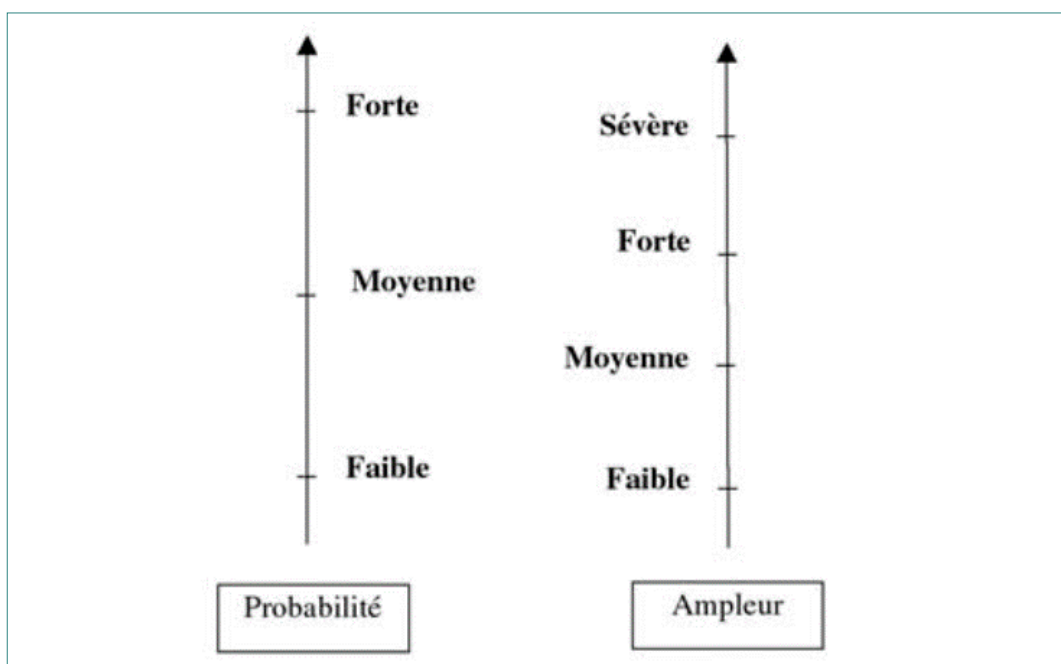 Forte
Moyenne
Faible
Probabilité
Sévère
Forte
Moyenne
Faible
Ampleur